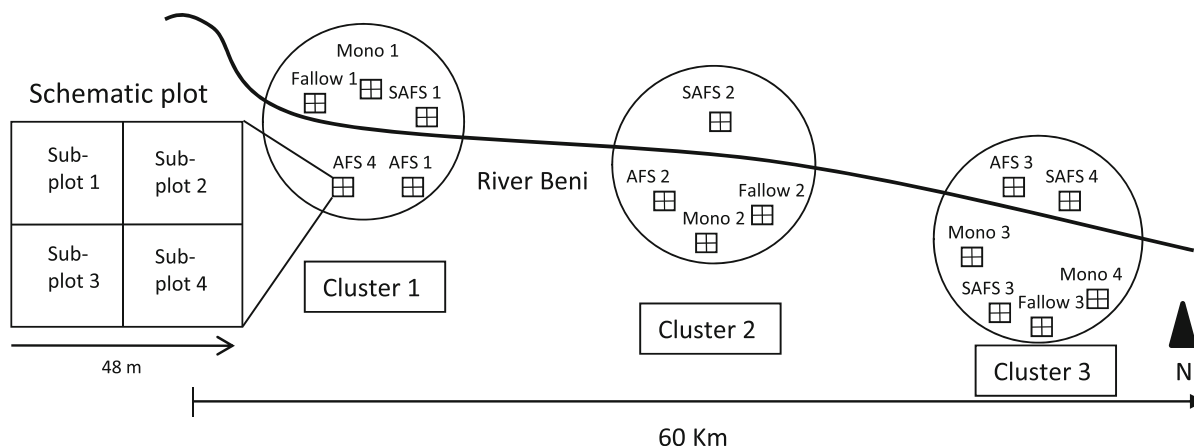 Schematic plot
Sub-
plot 1
Sub-
plot 2
Sub-
plot 3
Sub-
plot 4
48 m
Mono 1
Fallow 1
SAFS 1
AFS 4
AFS 1
Cluster 1
River Beni
SAFS 2
AFS 2
Fallow 2
Mono 2
Cluster 2
AFS 3
SAFS 4
Mono 3
Mono 4
SAFS 3
Fallow 3
Cluster 3
N
60 Km